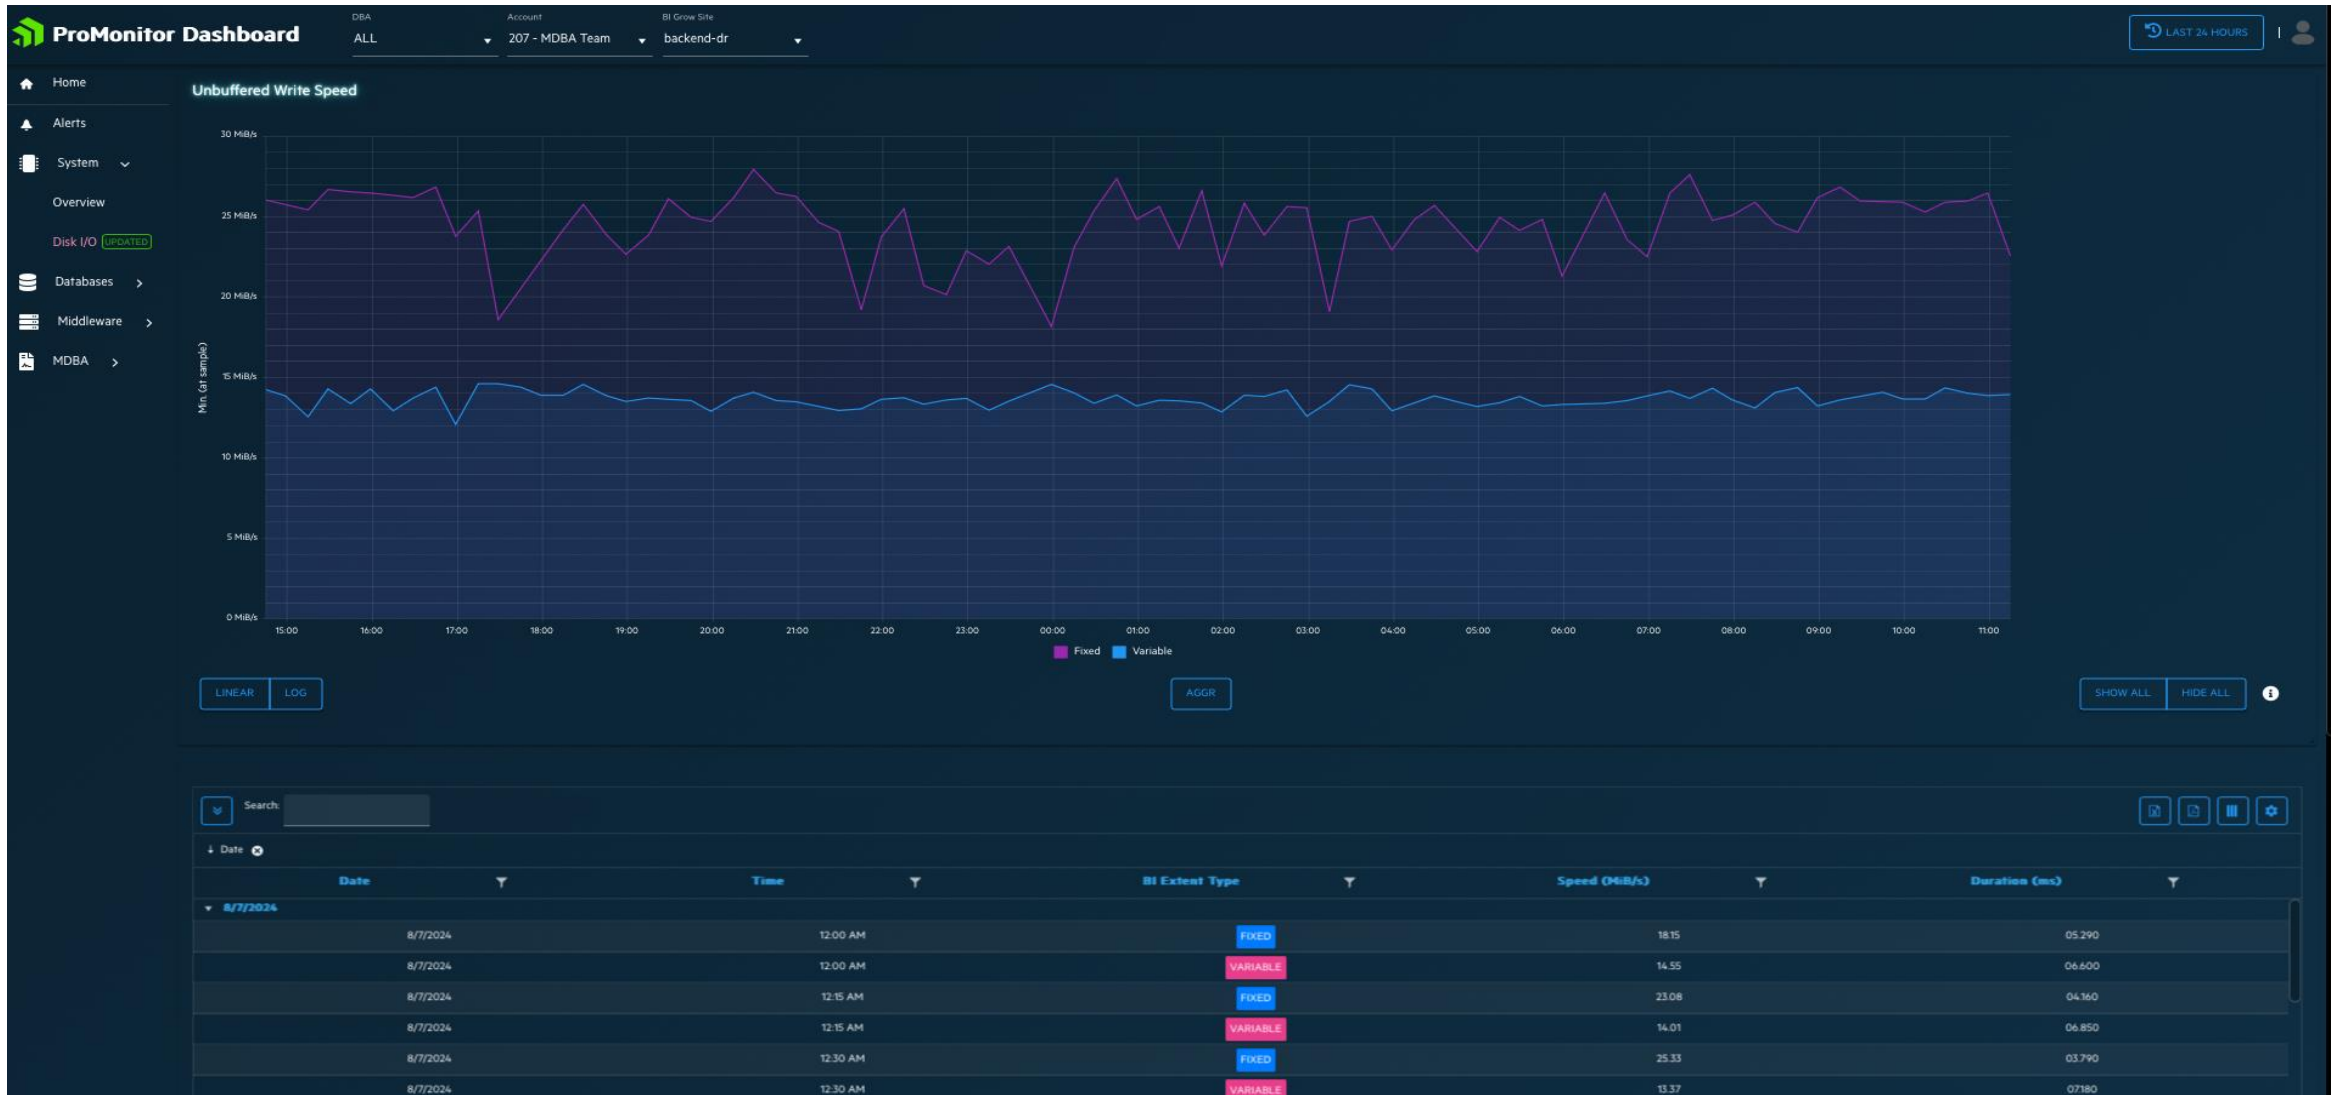 ProMonitor Dashboard
DBA
ALL
Account
207 - MDBA Team
BI Grow Site
backend-dr
LAST 24 HOURS
Home
Alerts
System
Overview
Disk I/O UPDATED
Databases
Middleware
MDBA
Unbuffered Write Speed
Min. (at sample)
30 MiB/s
25 MiB/s
20 MiB/s
15 MiB/s
10 MiB/s
5 MiB/s
0 MiB/s
15:00 16:00 17:00 18:00 19:00 20:00 21:00 22:00 23:00 00:00 01:00 02:00 03:00 04:00 05:00 06:00 07:00 08:00 09:00 10:00 11:00
Fixed Variable
LINEAR LOG AGGR SHOW ALL HIDE ALL
Search:
Date
Date Time BI Extent Type Speed (MiB/s) Duration (ms)
8/7/2024
8/7/2024 12:00 AM FIXED 18.15 05.290
8/7/2024 12:00 AM VARIABLE 14.55 06.600
8/7/2024 12:15 AM FIXED 23.08 04.160
8/7/2024 12:15 AM VARIABLE 14.01 06.850
8/7/2024 12:30 AM FIXED 25.33 03.790
8/7/2024 12:30 AM VARIABLE 13.37 07.180